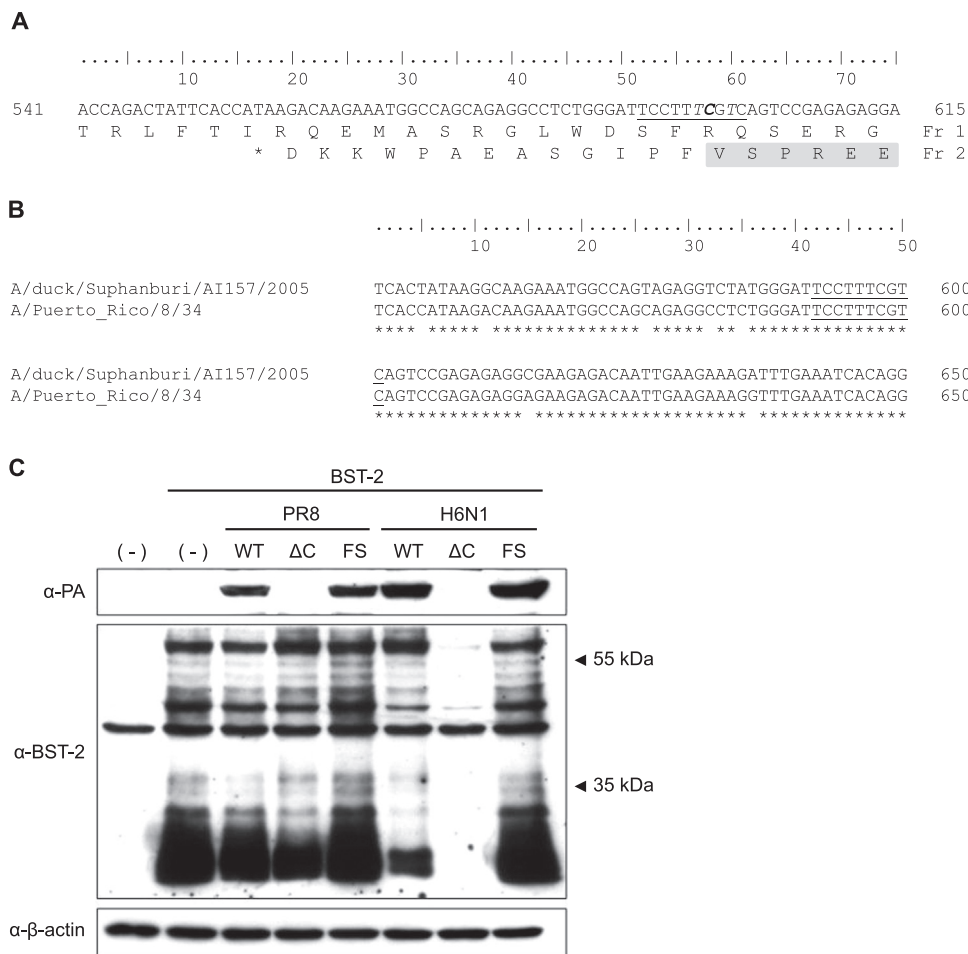 A
....|....|....|....|....|....|....|....|....|....|....|....|....|....|....|
10 20 30 40 50 60 70
541 ACCAGACTATTCACCATAAGACAAGAAATGGCCAGCAGAGGCCTCTGGGATTCCTTTCGTCAGTCCGAGAGAGGA 615
T R L F T I R Q E M A S R G L W D S F R Q S E R G Fr 1
* D K K W P A E A S G I P F V S P R E E Fr 2
B
....|....|....|....|....|....|....|....|....|....|
10 20 30 40 50
A/duck/Suphanburi/AI157/2005 TCACTATAAGGCAAGAAATGGCCAGTAGAGGTCTATGGGATTCCTTTCGT 600
A/Puerto_Rico/8/34 TCACCATAAGACAAGAAATGGCCAGCAGAGGCCTCTGGGATTCCTTTCGT 600
**** ***** ************** ***** ** ***************
A/duck/Suphanburi/AI157/2005 CAGTCCGAGAGAGGCGAAGAGACAATTGAAGAAAGATTTGAAATCACAGG 650
A/Puerto_Rico/8/34 CAGTCCGAGAGAGGAGAAGAGACAATTGAAGAAAGGTTTGAAATCACAGG 650
************** ******************** **************
C
BST-2
PR8 H6N1
(-) (-) WT ΔC FS WT ΔC FS
α-PA
55 kDa
α-BST-2
35 kDa
α-β-actin